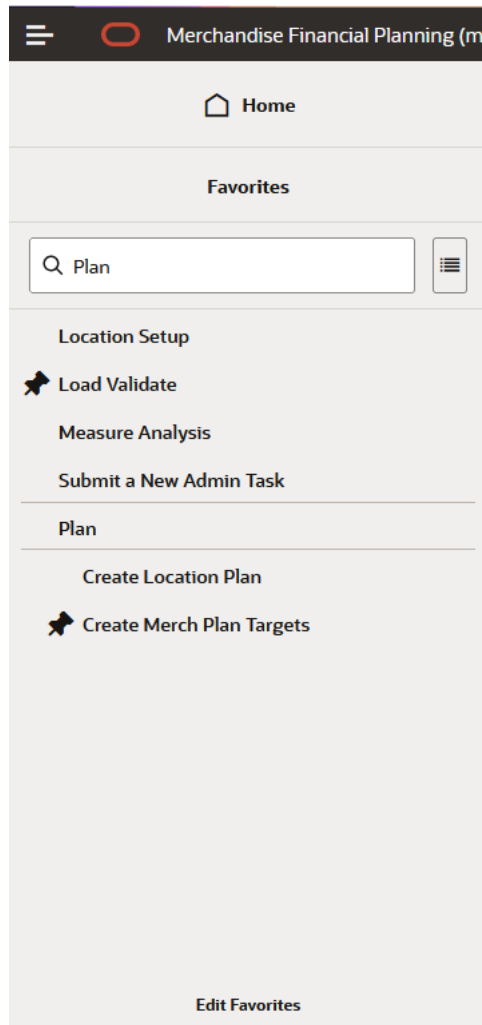 Merchandise Financial Planning (m
Home
Favorites
Plan
Location Setup
Load Validate
Measure Analysis
Submit a New Admin Task
Plan
Create Location Plan
Create Merch Plan Targets
Edit Favorites